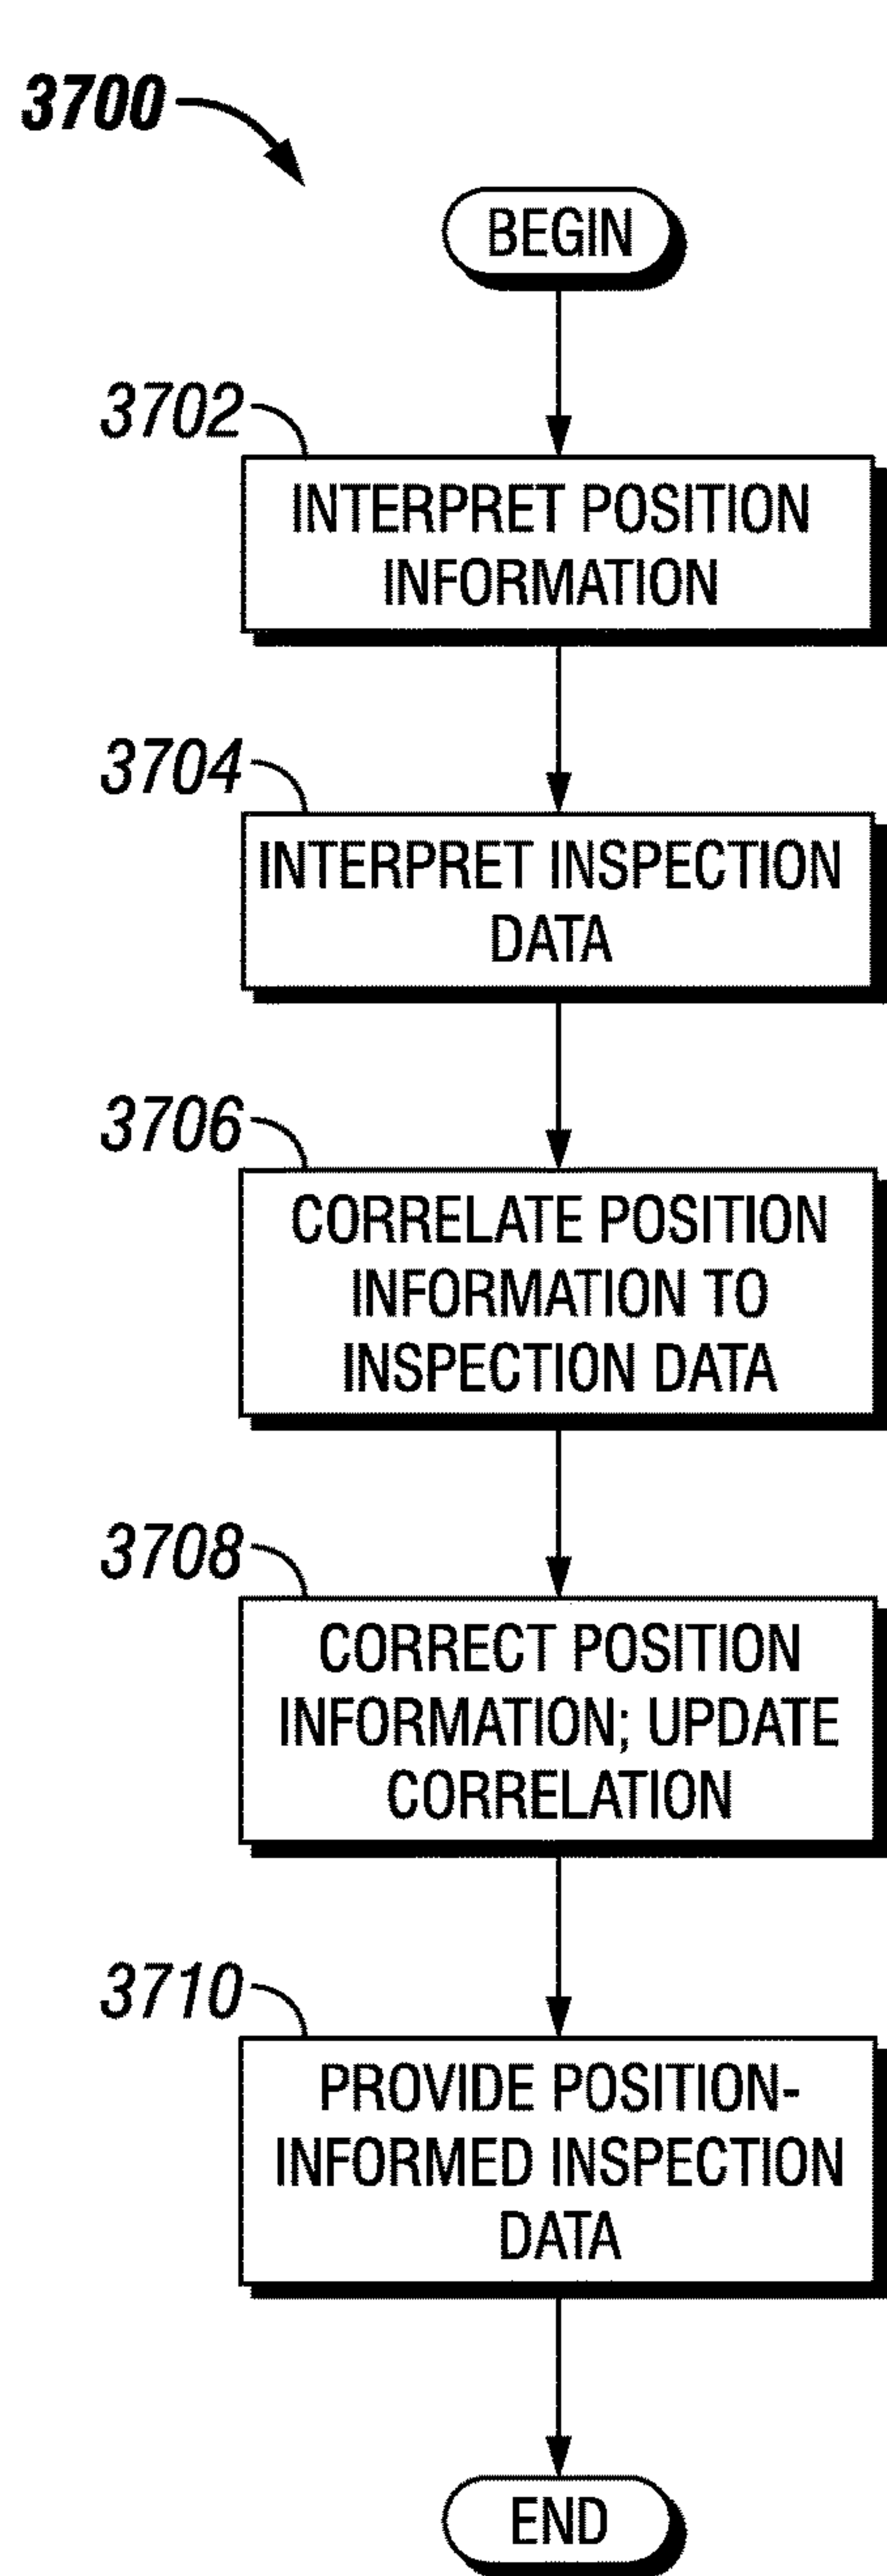 3700
BEGIN
3702
INTERPRET POSITION
INFORMATION
3704
INTERPRET INSPECTION
DATA
3706
CORRELATE POSITION
INFORMATION TO
INSPECTION DATA
3708
CORRECT POSITION
INFORMATION; UPDATE
CORRELATION
3710
PROVIDE POSITION-
INFORMED INSPECTION
DATA
END